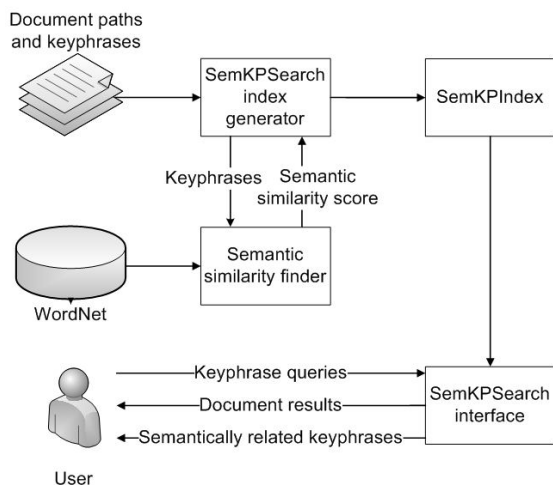 Document paths
and keyphrases
SemKPSearch
index
generator
SemKPIndex
Keyphrases
Semantic
similarity score
Semantic
similarity finder
WordNet
Keyphrase queries
Document results
Semantically related keyphrases
SemKPSearch
interface
User